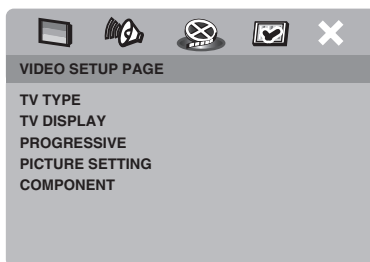 VIDEO SETUP PAGE
TV TYPE
TV DISPLAY
PROGRESSIVE
PICTURE SETTING
COMPONENT